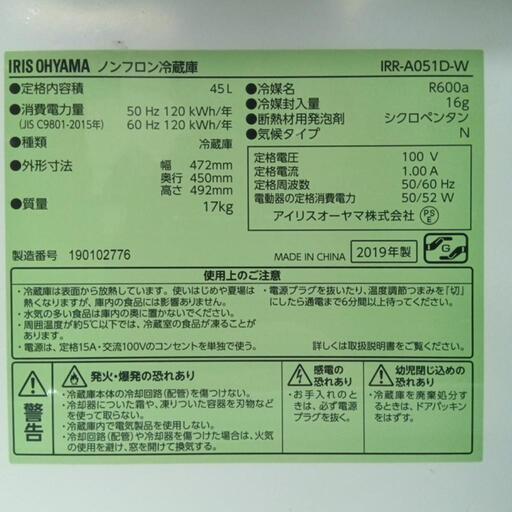 IRIS OHYAMA ノンフロン冷蔵庫 IRR-A051D-W
●定格内容積 45L
●消費電力量 50 Hz 120 kWh/年
(JIS C9801-2015年) 60 Hz 120 kWh/年
●種類 冷蔵庫
●外形寸法 幅 472mm
奥行 450mm
高さ 492mm
●質量 17kg
●冷媒名 R600a
●冷媒封入量 16g
●断熱材用発泡剤 シクロペンタン
●気候タイプ N
定格電圧 100 V
定格電流 1.00 A
定格周波数 50/60 Hz
電動機の定格消費電力 50/52 W
アイリスオーヤマ株式会社 PSE
製造番号 190102776
MADE IN CHINA 2019年製 G
使用上のご注意
・冷蔵庫は表面から放熱しています。使いはじめや夏場は
熱くなりますが、庫内の食品には影響ありません。
・水気の多い食品は庫内の奥に置かないでください。
・周囲温度が約5℃以下では、冷蔵室の食品が凍ることが
あります。
・電源は、定格15A・交流100Vのコンセントを単独で使う。
・電源プラグを抜いたり、温度調節つまみを「切」
にしたら通電まで6分間以上待ってください。
詳しくは取扱説明書をご覧ください。
警告
発火・爆発の恐れあり
・冷蔵庫本体の冷却回路(配管)を傷つけない。
・冷却器についた霜や、凍りついた容器を刃物など
を使って取らない。
・冷蔵庫内で電気製品を使用しない。
・冷却回路(配管)や冷却器を傷つけた場合は、火気
の使用を避け、窓を開けて換気する。
感電の
恐れあり
・お手入れのと
きは、必ず電源
プラグを抜く。
幼児閉じ込めの
恐れあり
・冷蔵庫を廃棄処分
するときは、ドアパッキン
をはずす。